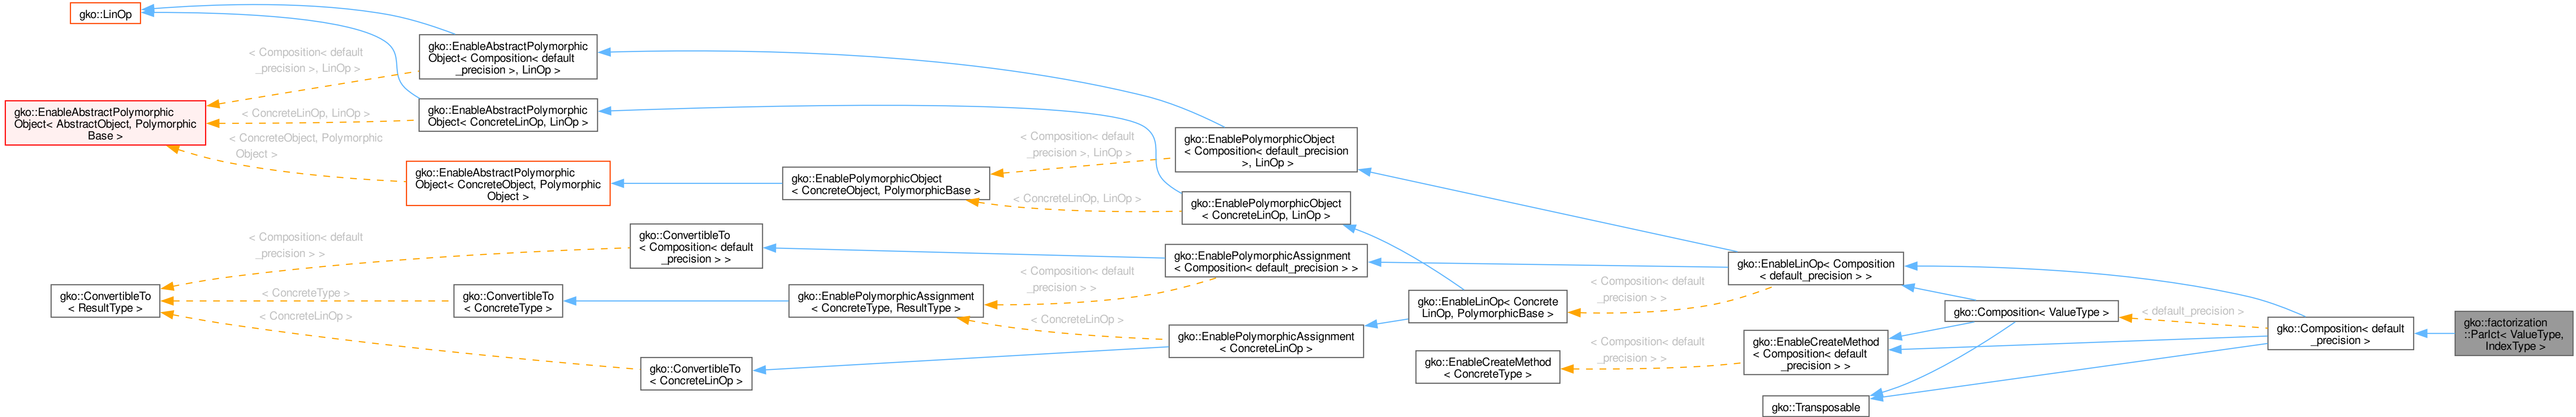 gko::LinOp
gko::EnableAbstractPolymorphic
Object< AbstractObject, Polymorphic
Base >
< Composition< default
_precision >, LinOp >
< ConcreteLinOp, LinOp >
< ConcreteObject, Polymorphic
Object >
gko::EnableAbstractPolymorphic
Object< Composition< default
_precision >, LinOp >
gko::EnableAbstractPolymorphic
Object< ConcreteLinOp, LinOp >
gko::EnableAbstractPolymorphic
Object< ConcreteObject, Polymorphic
Object >
gko::EnablePolymorphicObject
< ConcreteObject, PolymorphicBase >
< Composition< default
_precision >, LinOp >
< ConcreteLinOp, LinOp >
gko::EnablePolymorphicObject
< Composition< default_precision
>, LinOp >
gko::EnablePolymorphicObject
< ConcreteLinOp, LinOp >
gko::ConvertibleTo
< ResultType >
< Composition< default
_precision > >
< ConcreteType >
< ConcreteLinOp >
gko::ConvertibleTo
< Composition< default
_precision > >
gko::ConvertibleTo
< ConcreteType >
gko::ConvertibleTo
< ConcreteLinOp >
gko::EnablePolymorphicAssignment
< ConcreteType, ResultType >
< Composition< default
_precision > >
< ConcreteLinOp >
gko::EnablePolymorphicAssignment
< Composition< default_precision > >
gko::EnablePolymorphicAssignment
< ConcreteLinOp >
gko::EnableLinOp< Concrete
LinOp, PolymorphicBase >
gko::EnableCreateMethod
< ConcreteType >
< Composition< default
_precision > >
< Composition< default
_precision > >
gko::EnableLinOp< Composition
< default_precision > >
gko::EnableCreateMethod
< Composition< default
_precision > >
gko::Transposable
gko::Composition< ValueType >
< default_precision >
gko::Composition< default
_precision >
gko::factorization
::ParIct< ValueType,
IndexType >